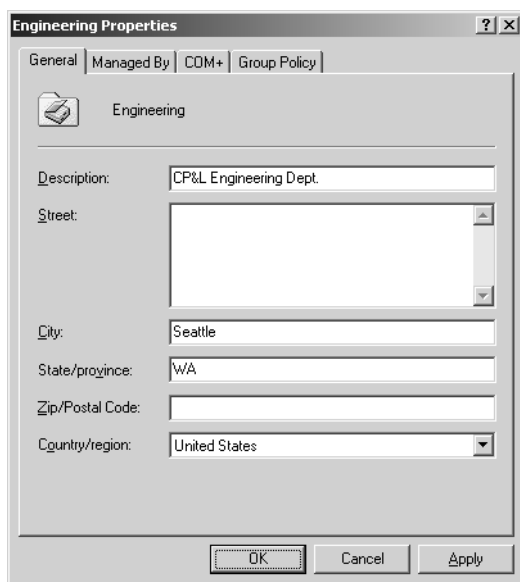 Engineering Properties
General Managed By COM+ Group Policy
Engineering
Description: CP&L Engineering Dept.
Street:
City: Seattle
State/province: WA
Zip/Postal Code:
Country/region: United States
OK Cancel Apply